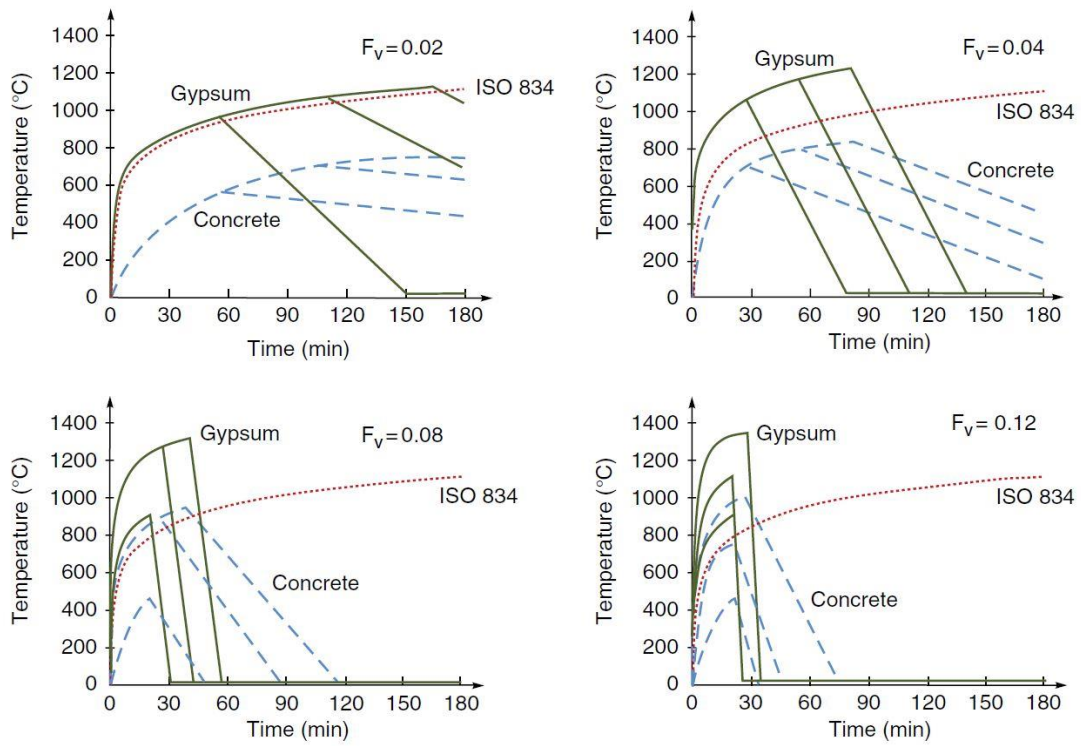 1400
1200
1000
800
600
400
200
0
Temperature (°C)
Fv = 0.02
Gypsum
ISO 834
Concrete
0 30 60 90 120 150 180
Time (min)
1400
1200
1000
800
600
400
200
0
Temperature (°C)
Fv = 0.04
Gypsum
ISO 834
Concrete
0 30 60 90 120 150 180
Time (min)
1400
1200
1000
800
600
400
200
0
Temperature (°C)
Fv = 0.08
Gypsum
ISO 834
Concrete
0 30 60 90 120 150 180
Time (min)
1400
1200
1000
800
600
400
200
0
Temperature (°C)
Fv = 0.12
Gypsum
ISO 834
Concrete
0 30 60 90 120 150 180
Time (min)